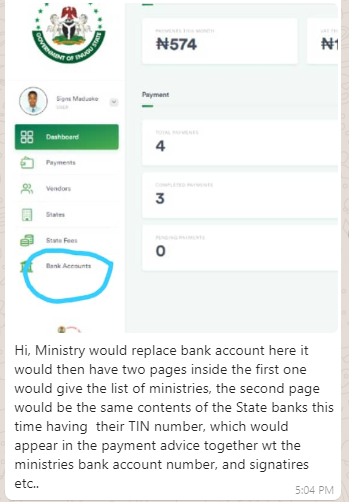 GOVERNMENT OF ENUGU STATE
PAYMENTS THIS MONTH
₦574
Signs Maduako
USER
Payment
Dashboard
TOTAL PAYMENTS
4
Payments
Vendors
COMPLETED PAYMENTS
3
States
State Fees
PENDING PAYMENTS
0
Bank Accounts
Hi, Ministry would replace bank account here it
would then have two pages inside the first one
would give the list of ministries, the second page
would be the same contents of the State banks this
time having  their TIN number, which would
appear in the payment advice together wt the
ministries bank account number, and signatires
etc..
5:04 PM